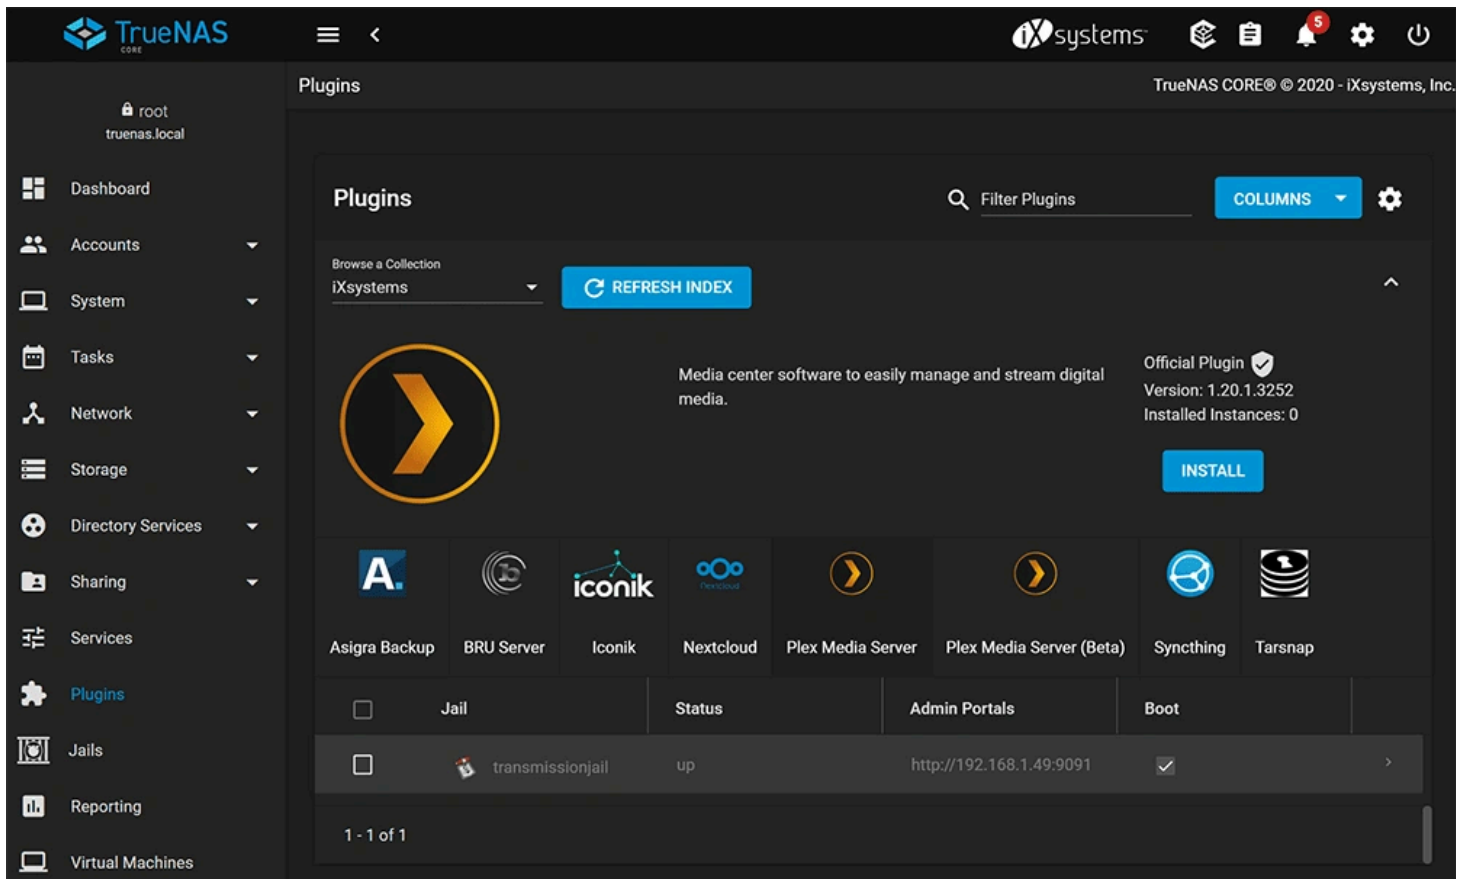 TrueNAS
CORE
iXsystems
5
Plugins
TrueNAS CORE® © 2020 - iXsystems, Inc.
root
truenas.local
Dashboard
Accounts
System
Tasks
Network
Storage
Directory Services
Sharing
Services
Plugins
Jails
Reporting
Virtual Machines
Plugins
Filter Plugins
COLUMNS
Browse a Collection
iXsystems
REFRESH INDEX
Media center software to easily manage and stream digital
media.
Official Plugin
Version: 1.20.1.3252
Installed Instances: 0
INSTALL
A.
b
iconik
Nextcloud
Asigra Backup
BRU Server
Iconik
Nextcloud
Plex Media Server
Plex Media Server (Beta)
Syncthing
Tarsnap
Jail
Status
Admin Portals
Boot
transmissionjail
up
http://192.168.1.49:9091
1 - 1 of 1